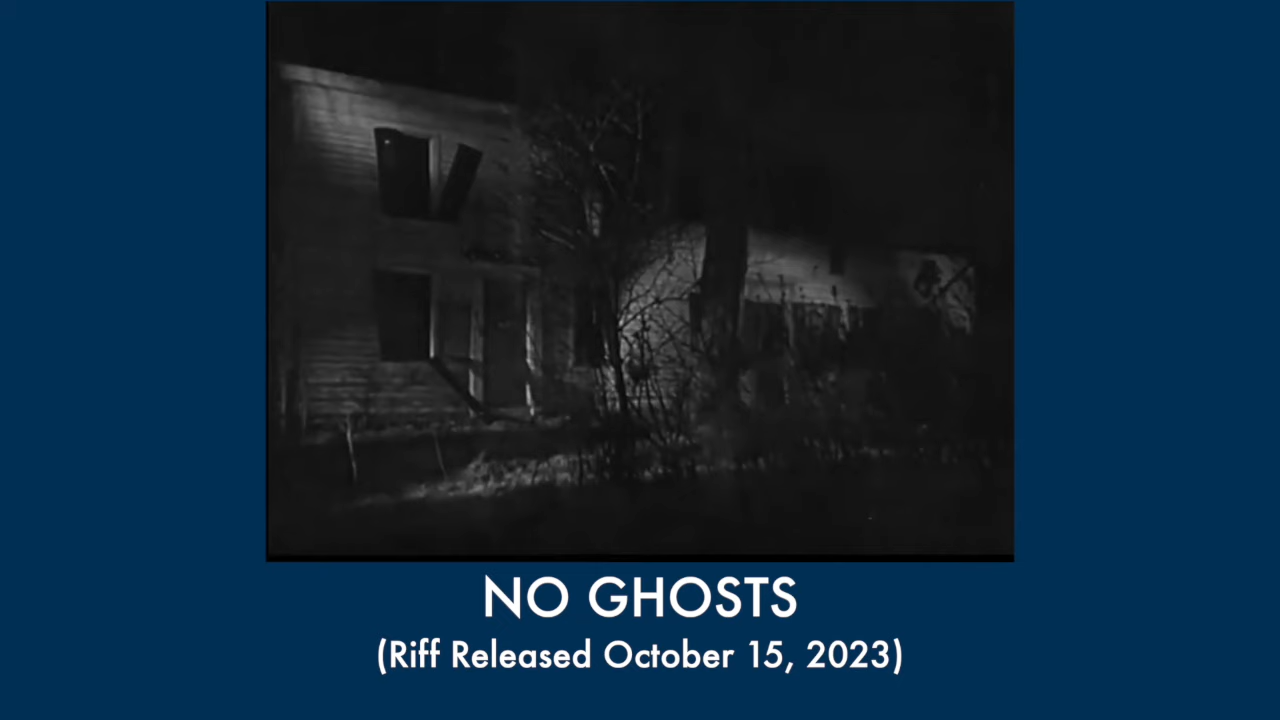 NO GHOSTS
(Riff Released October 15, 2023)